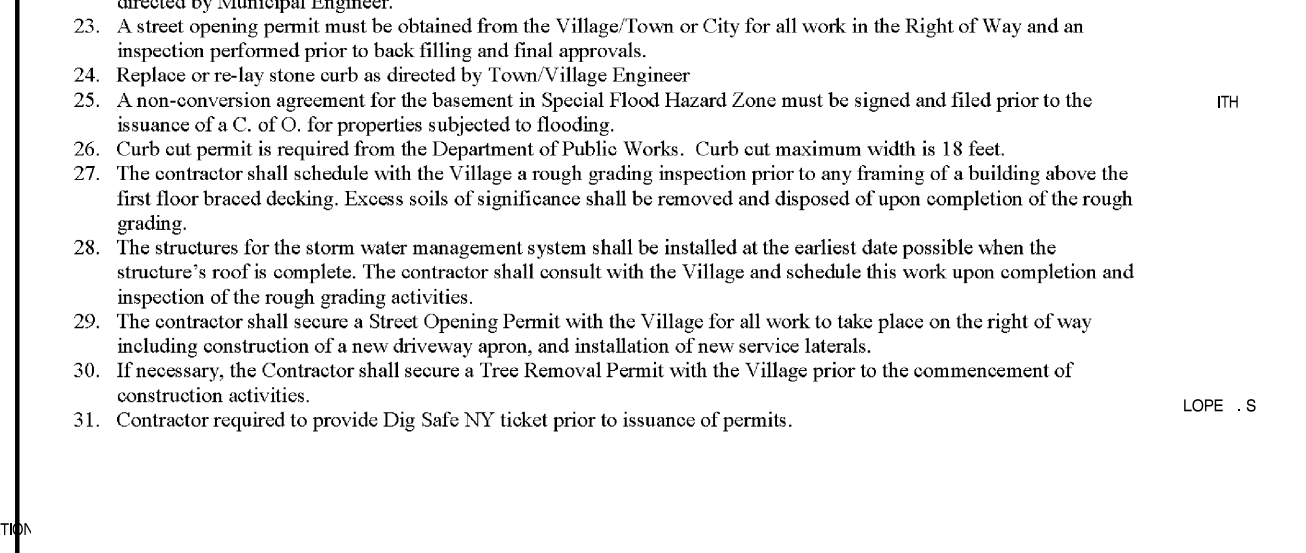 directed by Municipal Engineer.
23. A street opening permit must be obtained from the Village/Town or City for all work in the Right of Way and an
inspection performed prior to back filling and final approvals.
24. Replace or re-lay stone curb as directed by Town/Village Engineer
25. A non-conversion agreement for the basement in Special Flood Hazard Zone must be signed and filed prior to the
issuance of a C. of O. for properties subjected to flooding.
26. Curb cut permit is required from the Department of Public Works.  Curb cut maximum width is 18 feet.
27. The contractor shall schedule with the Village a rough grading inspection prior to any framing of a building above the
first floor braced decking. Excess soils of significance shall be removed and disposed of upon completion of the rough
grading.
28. The structures for the storm water management system shall be installed at the earliest date possible when the
structure's roof is complete. The contractor shall consult with the Village and schedule this work upon completion and
inspection of the rough grading activities.
29. The contractor shall secure a Street Opening Permit with the Village for all work to take place on the right of way
including construction of a new driveway apron, and installation of new service laterals.
30. If necessary, the Contractor shall secure a Tree Removal Permit with the Village prior to the commencement of
construction activities.
31. Contractor required to provide Dig Safe NY ticket prior to issuance of permits.
ITH
LOPE . S
TION